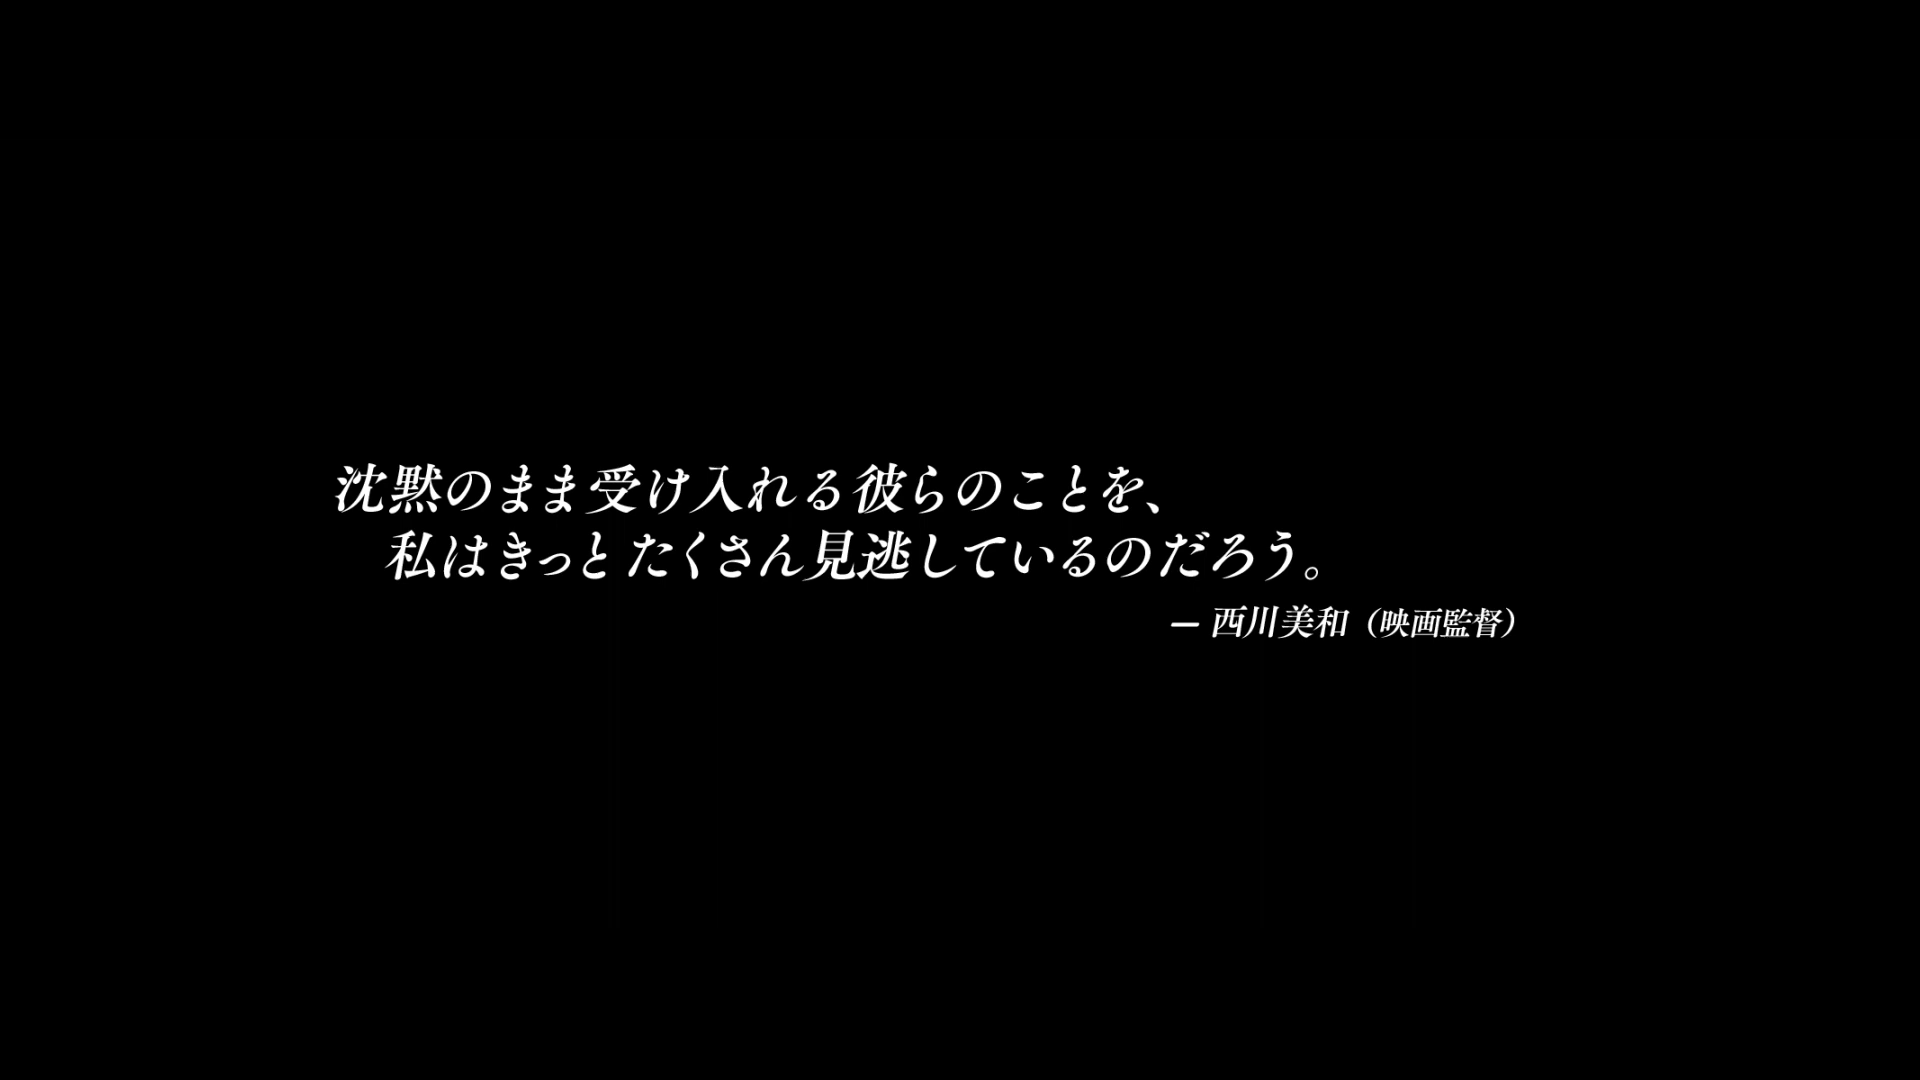 沈黙のまま受け入れる彼らのことを、
私はきっとたくさん見逃しているのだろう。
— 西川美和（映画監督）